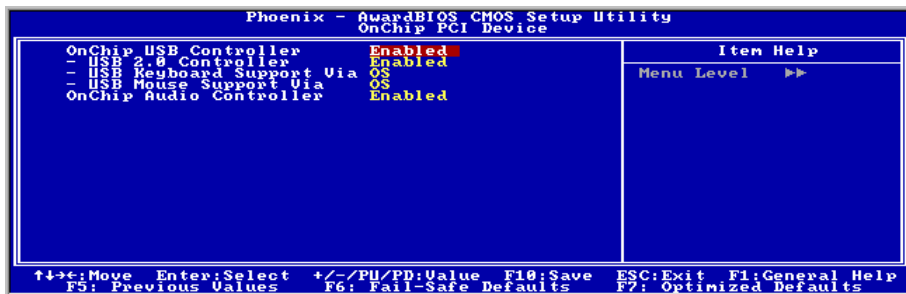 Phoenix - AwardBIOS CMOS Setup Utility
OnChip PCI Device
OnChip USB Controller Enabled
- USB 2.0 Controller Enabled
- USB Keyboard Support Via OS
- USB Mouse Support Via OS
OnChip Audio Controller Enabled
Item Help
Menu Level ►►
↑↓→←:Move Enter:Select +/-/PU/PD:Value F10:Save ESC:Exit F1:General Help
F5: Previous Values F6: Fail-Safe Defaults F7: Optimized Defaults